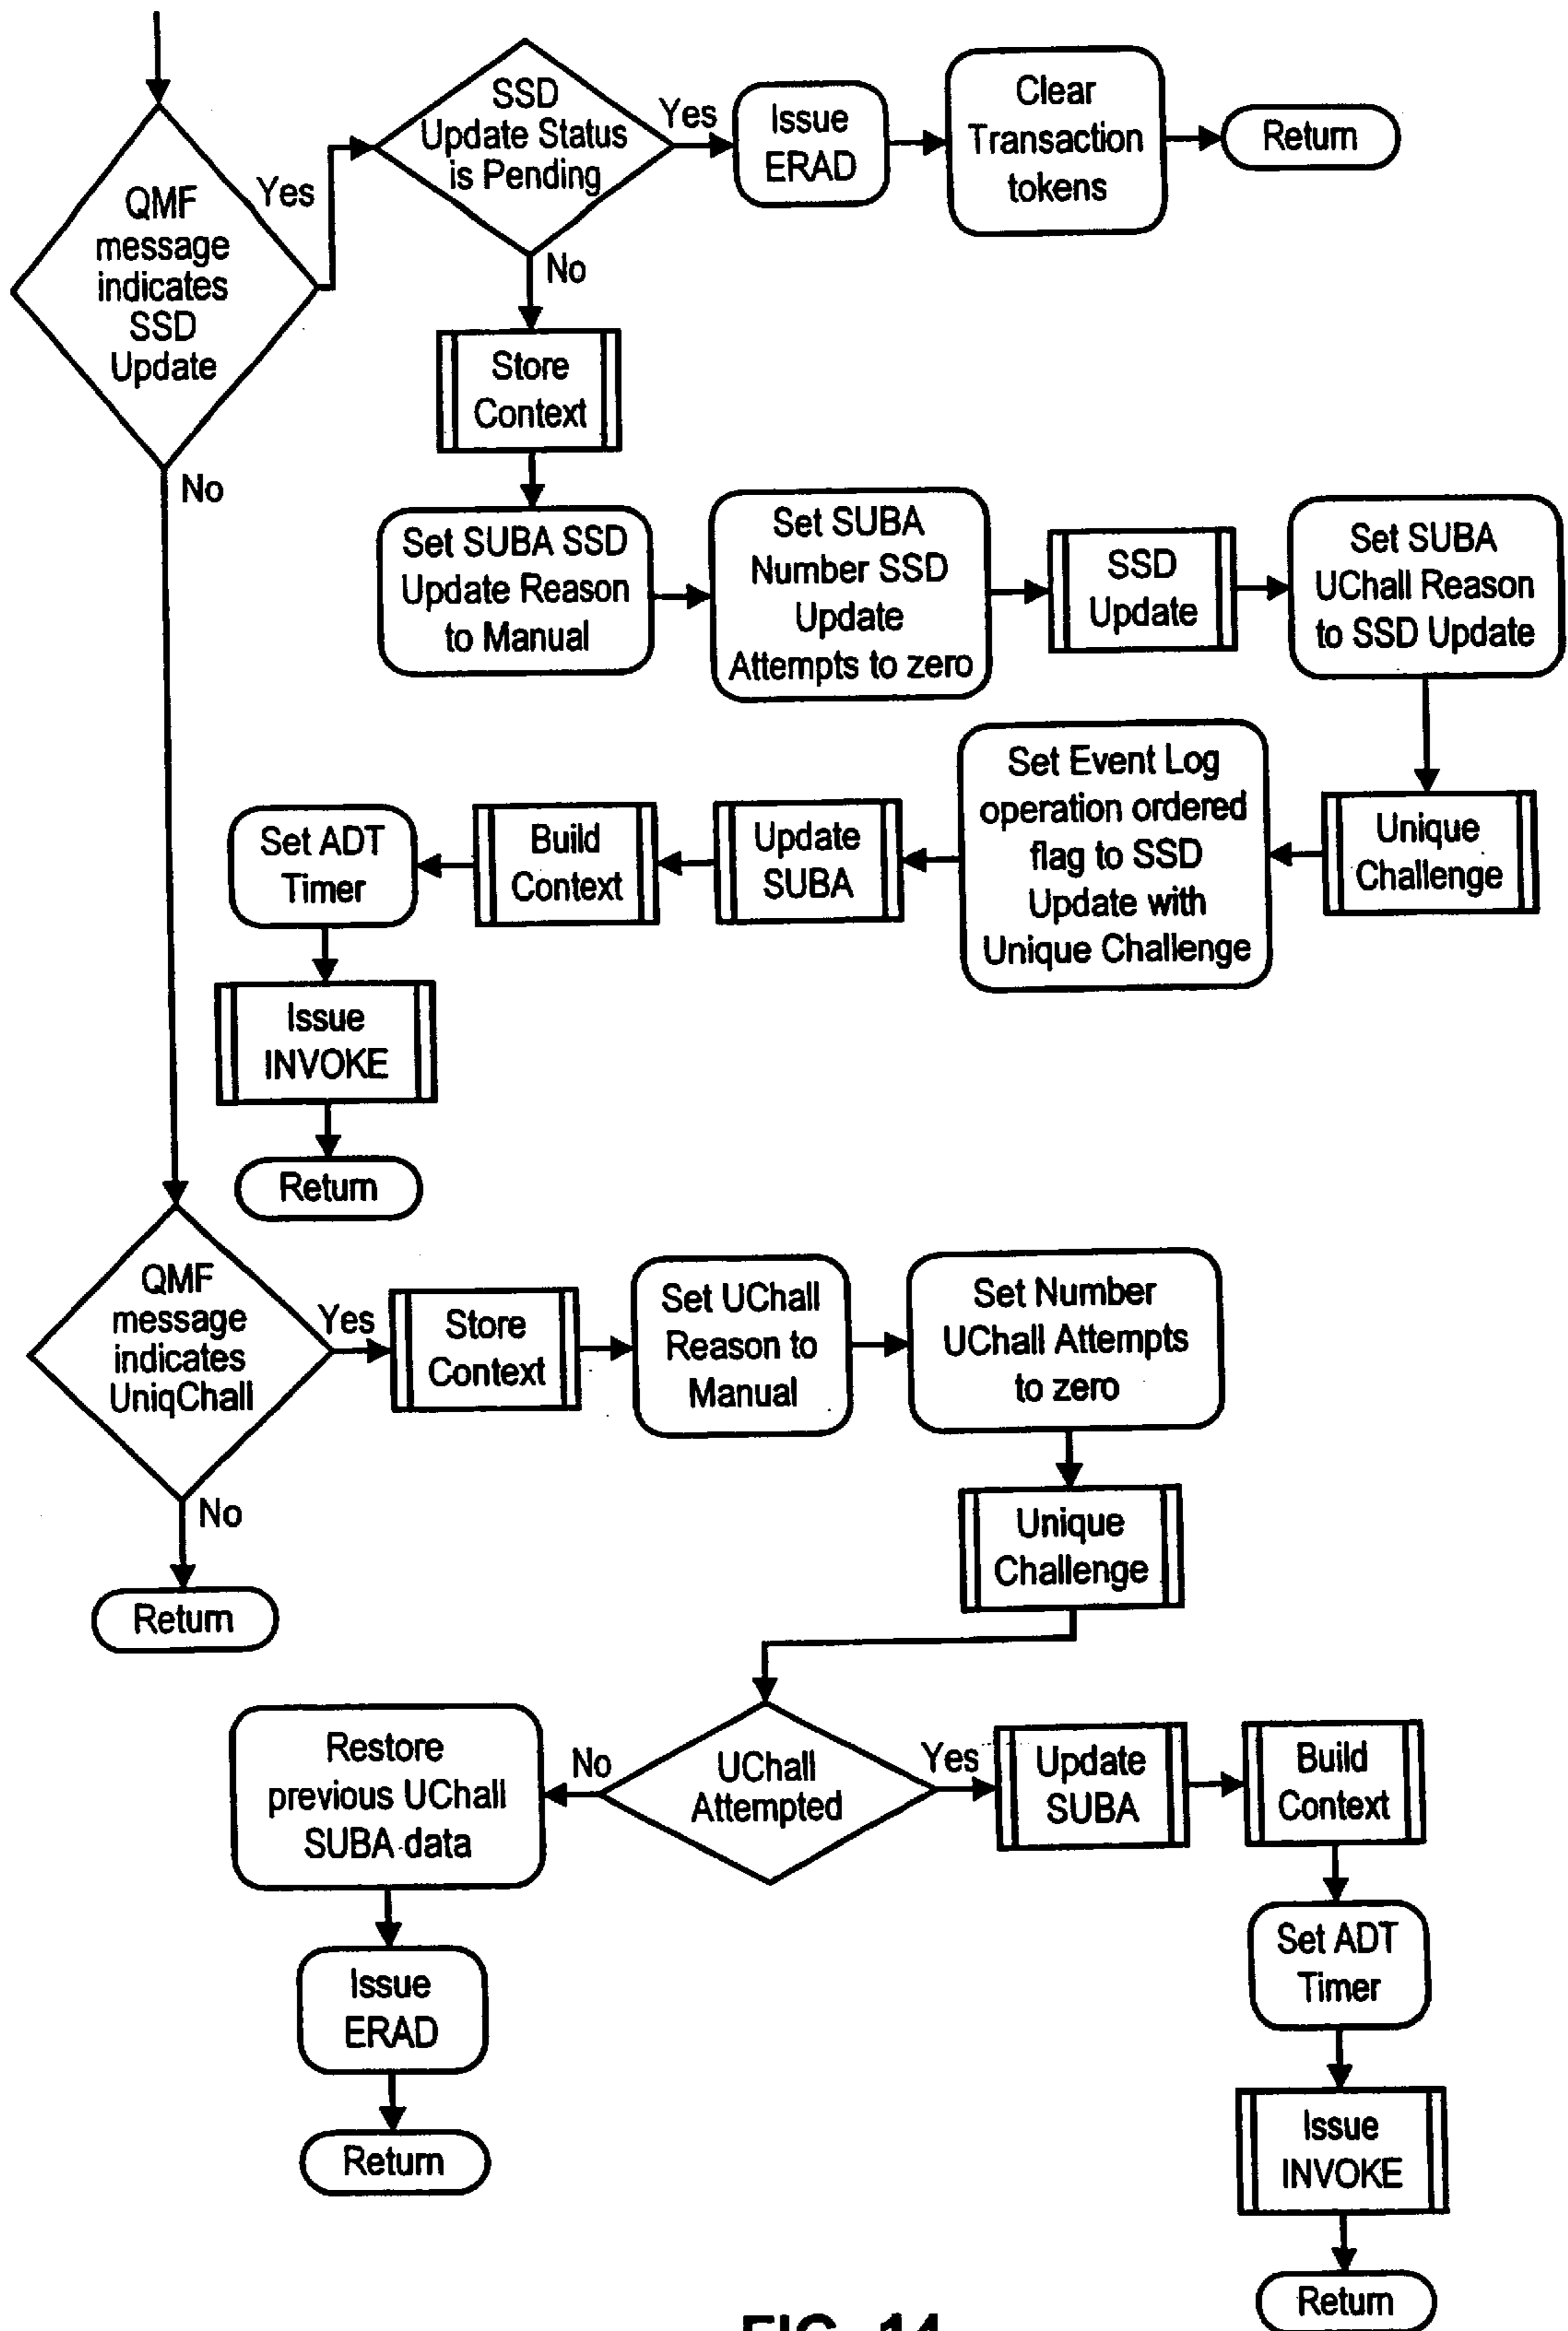 QMF
message
indicates
SSD
Update
Yes
No
SSD
Update Status
is Pending
Yes
No
Issue
ERAD
Clear
Transaction
tokens
Return
Store
Context
Set SUBA SSD
Update Reason
to Manual
Set SUBA
Number SSD
Update
Attempts to zero
SSD
Update
Set SUBA
UChall Reason
to SSD Update
Unique
Challenge
Set Event Log
operation ordered
flag to SSD
Update with
Unique Challenge
Update
SUBA
Build
Context
Set ADT
Timer
Issue
INVOKE
Return
QMF
message
indicates
UniqChall
Yes
No
Return
Store
Context
Set UChall
Reason to
Manual
Set Number
UChall Attempts
to zero
Unique
Challenge
UChall
Attempted
No
Yes
Restore
previous UChall
SUBA data
Issue
ERAD
Return
Update
SUBA
Build
Context
Set ADT
Timer
Issue
INVOKE
Return
FIG. 14